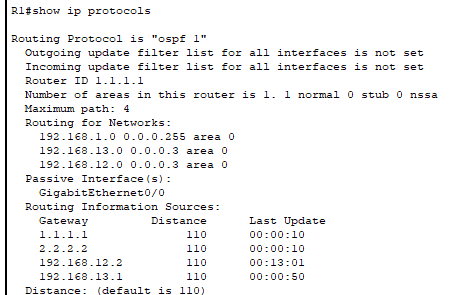 R1#show ip protocols
Routing Protocol is "ospf 1"
Outgoing update filter list for all interfaces is not set
Incoming update filter list for all interfaces is not set
Router ID 1.1.1.1
Number of areas in this router is 1. 1 normal 0 stub 0 nssa
Maximum path: 4
Routing for Networks:
192.168.1.0 0.0.0.255 area 0
192.168.13.0 0.0.0.3 area 0
192.168.12.0 0.0.0.3 area 0
Passive Interface(s):
GigabitEthernet0/0
Routing Information Sources:
Gateway Distance Last Update
1.1.1.1 110 00:00:10
2.2.2.2 110 00:00:10
192.168.12.2 110 00:13:01
192.168.13.1 110 00:00:50
Distance: (default is 110)